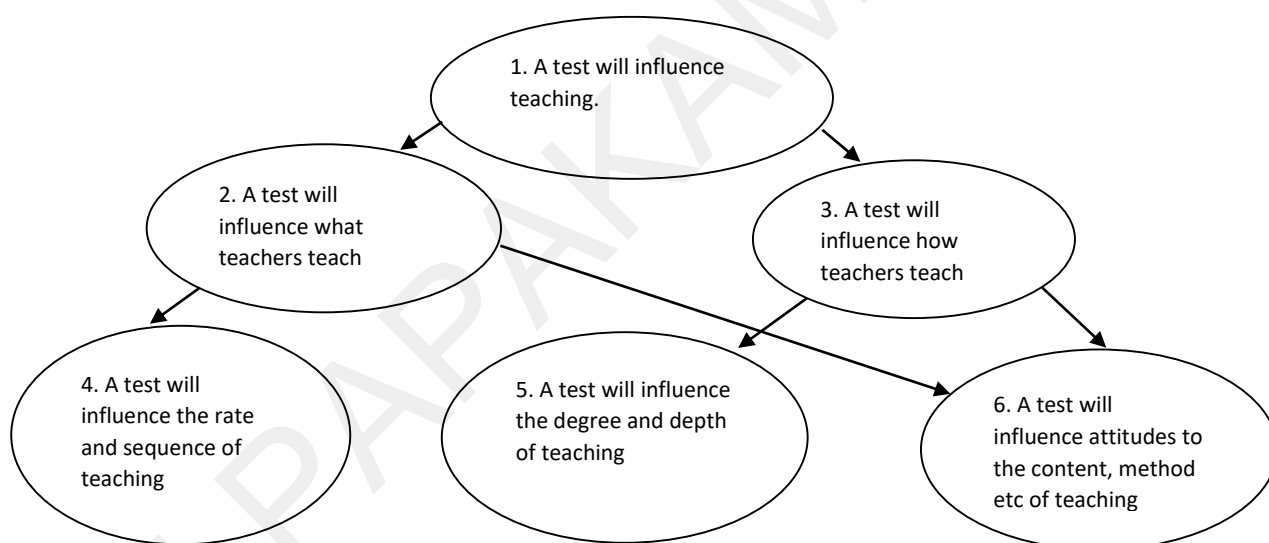 1. A test will influence
teaching.
2. A test will
influence what
teachers teach
3. A test will
influence how
teachers teach
4. A test will
influence the rate
and sequence of
teaching
5. A test will influence
the degree and depth
of teaching
6. A test will
influence attitudes to
the content, method
etc of teaching